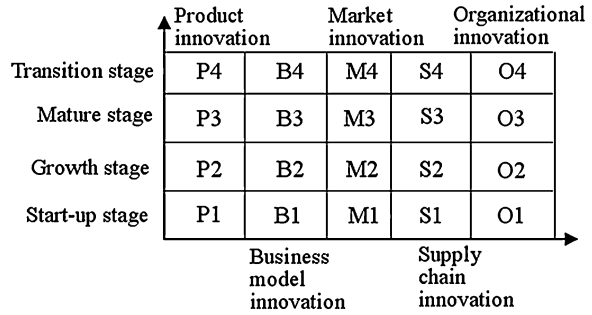 Product innovation
Market innovation
Organizational innovation
Transition stage P4 B4 M4 S4 O4
Mature stage P3 B3 M3 S3 O3
Growth stage P2 B2 M2 S2 O2
Start-up stage P1 B1 M1 S1 O1
Business model innovation
Supply chain innovation